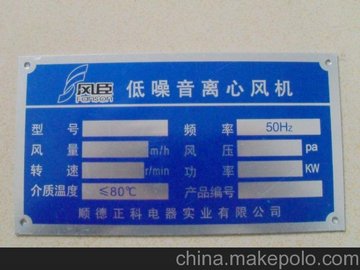 风臣
Fansen
低噪音离心风机
型号 频率 50Hz
风量 m/h 风压 pa
转速 r/min 功率 KW
介质温度 ≤80℃ 产品编号
顺德正科电器实业有限公司
china.makepolo.com